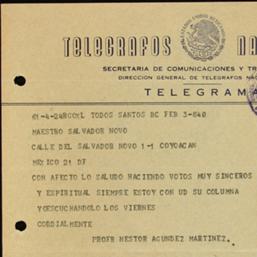 TELEGRAFOS NA
SECRETARIA DE COMUNICACIONES Y TR
DIRECCION GENERAL DE TELEGRAFOS NAC
TELEGRAMA
61-4-24RCOYL TODOS SANTOS BC FEB 3-840
MAESTRO SALVADOR NOVO
CALLE DEL SALVADOR NOVO 1-1 COYOACAN
MEXICO 21 DF
CON AFECTO LO SALUDO HACIENDO VOTOS MUY SINCEROS
Y ESPIRITUAL SIEMPRE ESTOY CON UD SU COLUMNA
YOESCUCHANDOLO LOS VIERNES
CORDIALMENTE
PROFR NESTOR AGUNDEZ MARTINEZ.